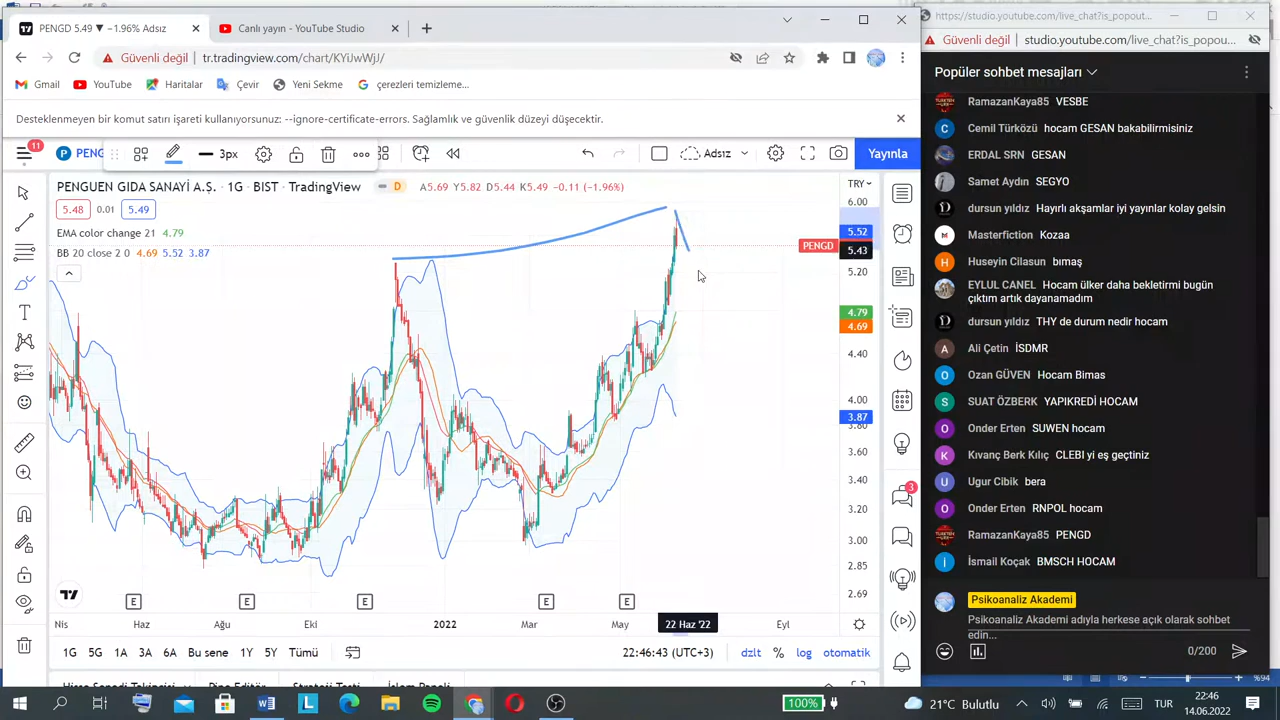 PENGD 5.49 ▼ −1.96% Adsız
Canlı yayın - YouTube Studio
Güvenli değil
tr.tradingview.com/chart/KYiJwWjJ/
Gmail
YouTube
Haritalar
Çevir
Yeni Sekme
çerezleri temizleme...
Desteklenmeyen bir komut satırı işareti kullanıyorsunuz: --ignore-certificate-errors. Sağlamlık ve güvenlik düzeyi düşecektir.
11
P
PENG
3px
Adsız
Yayınla
PENGUEN GIDA SANAYİ A.Ş. · 1G · BIST · TradingView
D
A5.69 Y5.82 D5.44 K5.49 −0.11 (−1.96%)
5.48
0.01
5.49
EMA color change 21 4.79
BB 20 close 2 0 4.69 5.52 3.87
TRY
6.00
5.52
PENGD
5.43
5.20
4.79
4.69
4.40
4.00
3.87
3.80
3.60
3.40
3.20
3.00
2.85
2.69
3
E
E
E
E
E
Nis
Haz
Ağu
Eki
2022
Mar
May
22 Haz '22
Eyl
1G
5G
1A
3A
6A
Bu sene
1Y
5Y
Tümü
22:46:43 (UTC+3)
dzlt
%
log
otomatik
https://studio.youtube.com/live_chat?is_popout...
Güvenli değil
studio.youtube.com/live_chat?is_popou...
Popüler sohbet mesajları
RamazanKaya85 VESBE
C
Cemil Türközü hocam GESAN bakabilirmisiniz
ERDAL SRN GESAN
Samet Aydın SEGYO
dursun yıldız Hayırlı akşamlar iyi yayınlar kolay gelsin
Masterfiction Kozaa
H
Huseyin Cilasun bımaş
EYLUL CANEL Hocam ülker daha bekletirmi bugün
çıktım artık dayanamadım
dursun yıldız THY de durum nedir hocam
A
Ali Çetin İSDMR
O
Ozan GÜVEN Hocam Bimas
S
SUAT ÖZBERK YAPIKREDİ HOCAM
O
Onder Erten SUWEN hocam
K
Kıvanç Berk Kılıç CLEBI yi eş geçtiniz
U
Ugur Cibik bera
O
Onder Erten RNPOL hocam
RamazanKaya85 PENGD
İ
İsmail Koçak BMSCH HOCAM
Psikoanaliz Akademi
Psikoanaliz Akademi adıyla herkese açık olarak sohbet
edin...
0/200
%94
100%
21°C Bulutlu
TUR
22:46
14.06.2022